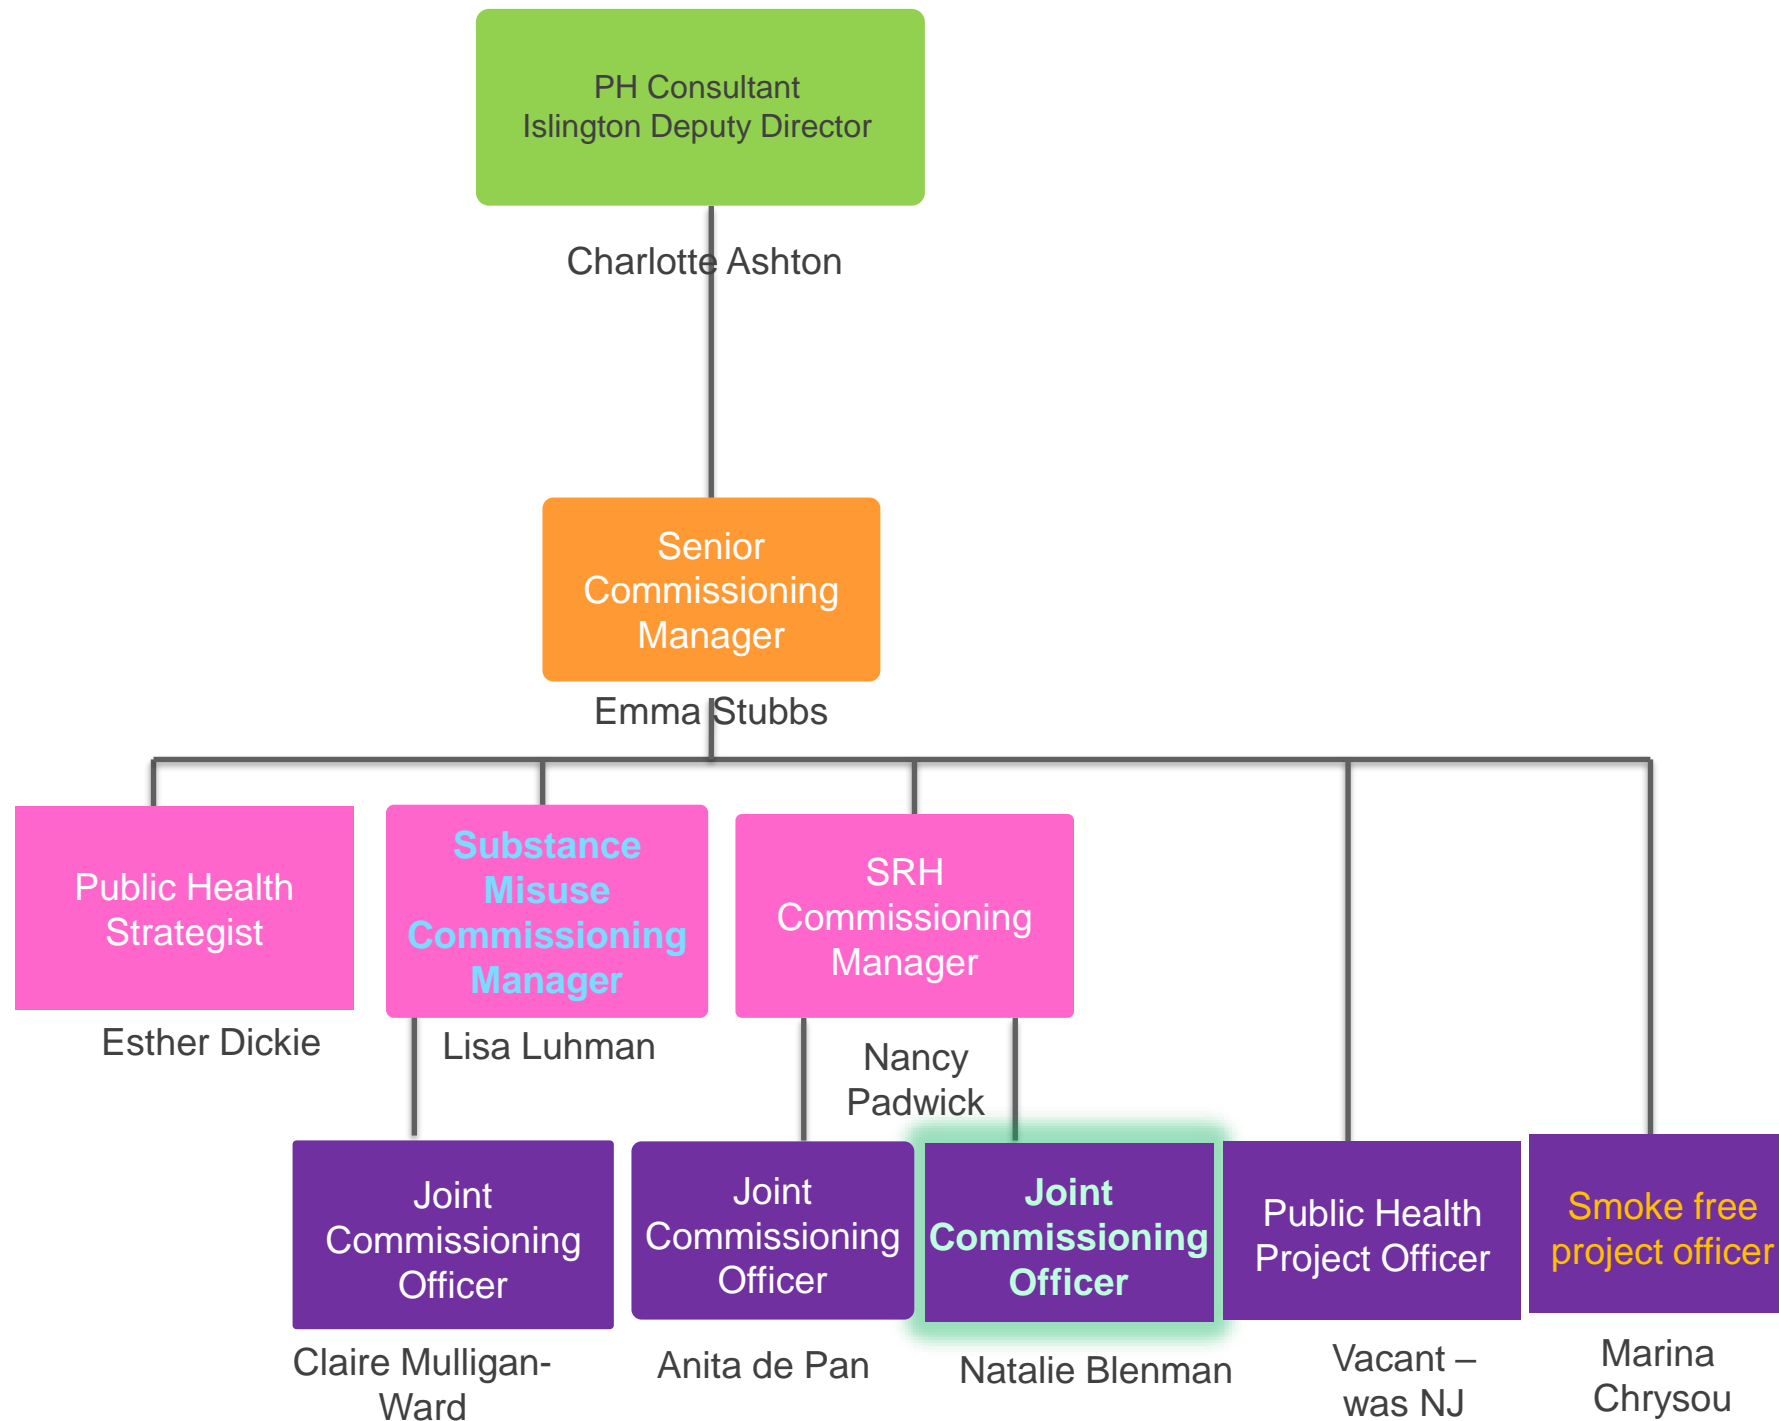 PH Consultant
Islington Deputy Director
Charlotte Ashton
Senior
Commissioning
Manager
Emma Stubbs
Public Health
Strategist
Esther Dickie
Substance
Misuse
Commissioning
Manager
Lisa Luhman
SRH
Commissioning
Manager
Nancy
Padwick
Joint
Commissioning
Officer
Claire Mulligan-
Ward
Joint
Commissioning
Officer
Anita de Pan
Joint
Commissioning
Officer
Natalie Blenman
Public Health
Project Officer
Vacant –
was NJ
Smoke free
project officer
Marina
Chrysou